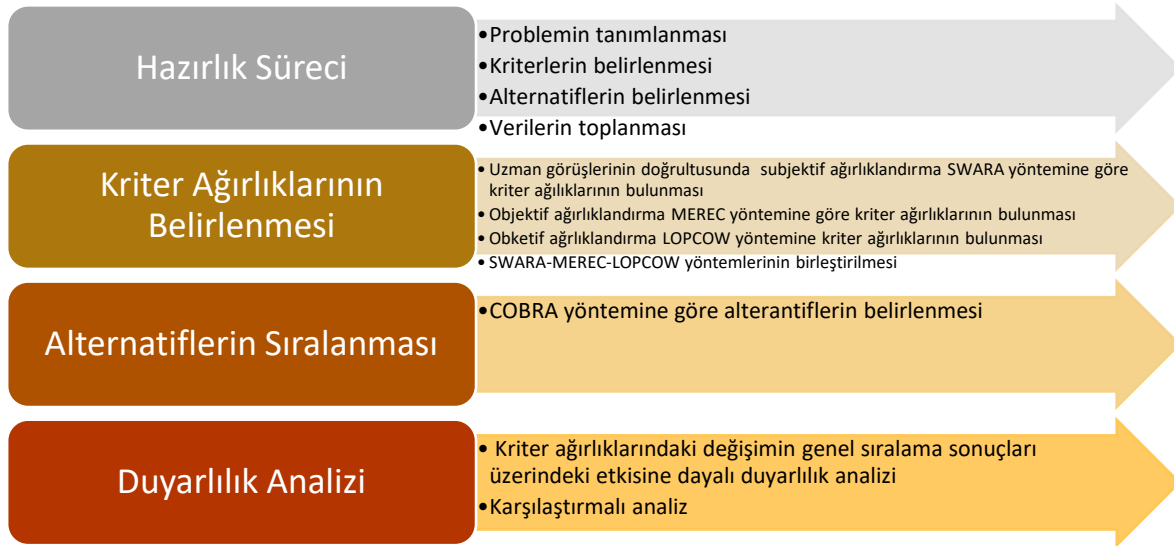 Hazırlık Süreci
•Problemin tanımlanması
•Kriterlerin belirlenmesi
•Alternatiflerin belirlenmesi
•Verilerin toplanması
Kriter Ağırlıklarının
Belirlenmesi
• Uzman görüşlerinin doğrultusunda subjektif ağırlıklandırma SWARA yöntemine göre
kriter ağılıklarının bulunması
• Objektif ağırlıklandırma MEREC yöntemine göre kriter ağırlıklarının bulunması
• Obketif ağrlıklandırma LOPCOW yöntemine kriter ağırlıklarının bulunması
• SWARA-MEREC-LOPCOW yöntemlerinin birleştirilmesi
Alternatiflerin Sıralanması
•COBRA yöntemine göre alterantiflerin belirlenmesi
Duyarlılık Analizi
• Kriter ağırlıklarındaki değişimin genel sıralama sonuçları
üzerindeki etkisine dayalı duyarlılık analizi
•Karşılaştırmalı analiz